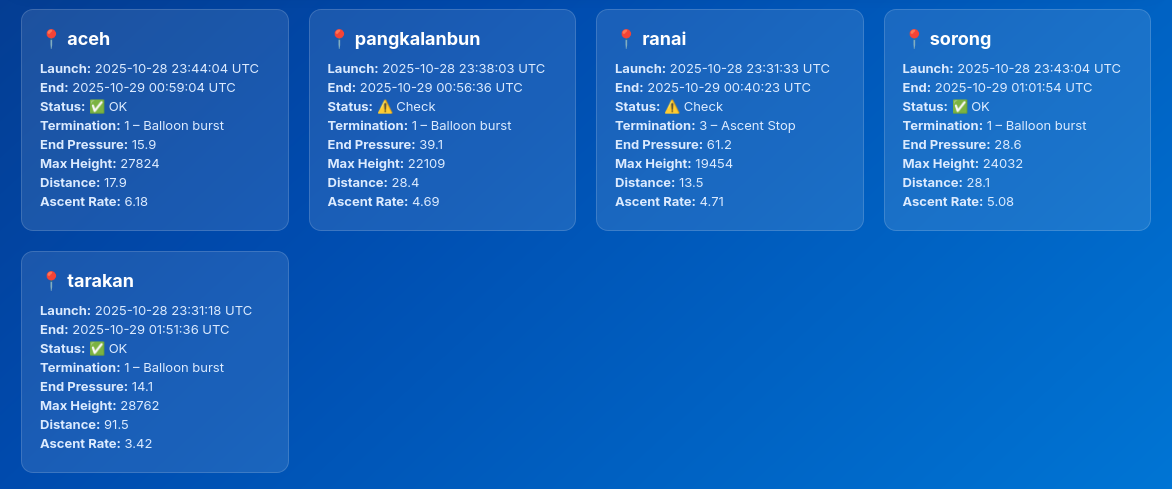 📍 aceh
Launch: 2025-10-28 23:44:04 UTC
End: 2025-10-29 00:59:04 UTC
Status: ✅ OK
Termination: 1 – Balloon burst
End Pressure: 15.9
Max Height: 27824
Distance: 17.9
Ascent Rate: 6.18
📍 pangkalanbun
Launch: 2025-10-28 23:38:03 UTC
End: 2025-10-29 00:56:36 UTC
Status: ⚠️ Check
Termination: 1 – Balloon burst
End Pressure: 39.1
Max Height: 22109
Distance: 28.4
Ascent Rate: 4.69
📍 ranai
Launch: 2025-10-28 23:31:33 UTC
End: 2025-10-29 00:40:23 UTC
Status: ⚠️ Check
Termination: 3 – Ascent Stop
End Pressure: 61.2
Max Height: 19454
Distance: 13.5
Ascent Rate: 4.71
📍 sorong
Launch: 2025-10-28 23:43:04 UTC
End: 2025-10-29 01:01:54 UTC
Status: ✅ OK
Termination: 1 – Balloon burst
End Pressure: 28.6
Max Height: 24032
Distance: 28.1
Ascent Rate: 5.08
📍 tarakan
Launch: 2025-10-28 23:31:18 UTC
End: 2025-10-29 01:51:36 UTC
Status: ✅ OK
Termination: 1 – Balloon burst
End Pressure: 14.1
Max Height: 28762
Distance: 91.5
Ascent Rate: 3.42